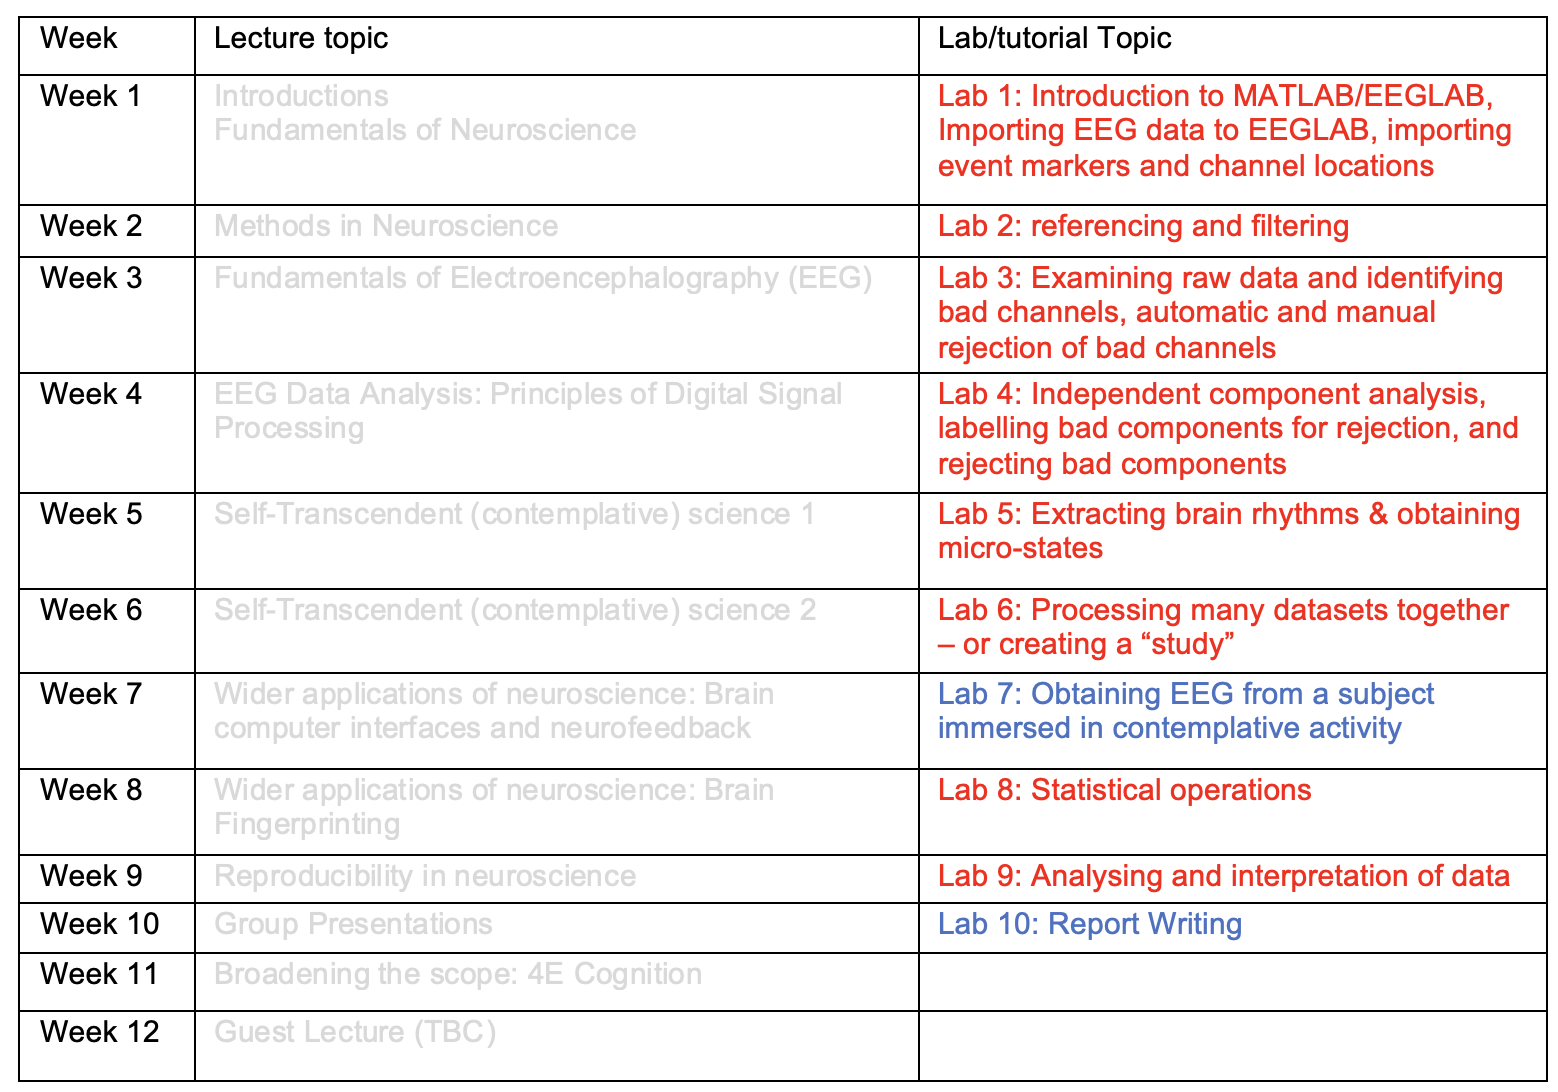 Week
Lecture topic
Lab/tutorial Topic
Week 1
Introductions
Fundamentals of Neuroscience
Lab 1: Introduction to MATLAB/EEGLAB,
Importing EEG data to EEGLAB, importing
event markers and channel locations
Week 2
Methods in Neuroscience
Lab 2: referencing and filtering
Week 3
Fundamentals of Electroencephalography (EEG)
Lab 3: Examining raw data and identifying
bad channels, automatic and manual
rejection of bad channels
Week 4
EEG Data Analysis: Principles of Digital Signal
Processing
Lab 4: Independent component analysis,
labelling bad components for rejection, and
rejecting bad components
Week 5
Self-Transcendent (contemplative) science 1
Lab 5: Extracting brain rhythms & obtaining
micro-states
Week 6
Self-Transcendent (contemplative) science 2
Lab 6: Processing many datasets together
– or creating a “study”
Week 7
Wider applications of neuroscience: Brain
computer interfaces and neurofeedback
Lab 7: Obtaining EEG from a subject
immersed in contemplative activity
Week 8
Wider applications of neuroscience: Brain
Fingerprinting
Lab 8: Statistical operations
Week 9
Reproducibility in neuroscience
Lab 9: Analysing and interpretation of data
Week 10
Group Presentations
Lab 10: Report Writing
Week 11
Broadening the scope: 4E Cognition
Week 12
Guest Lecture (TBC)